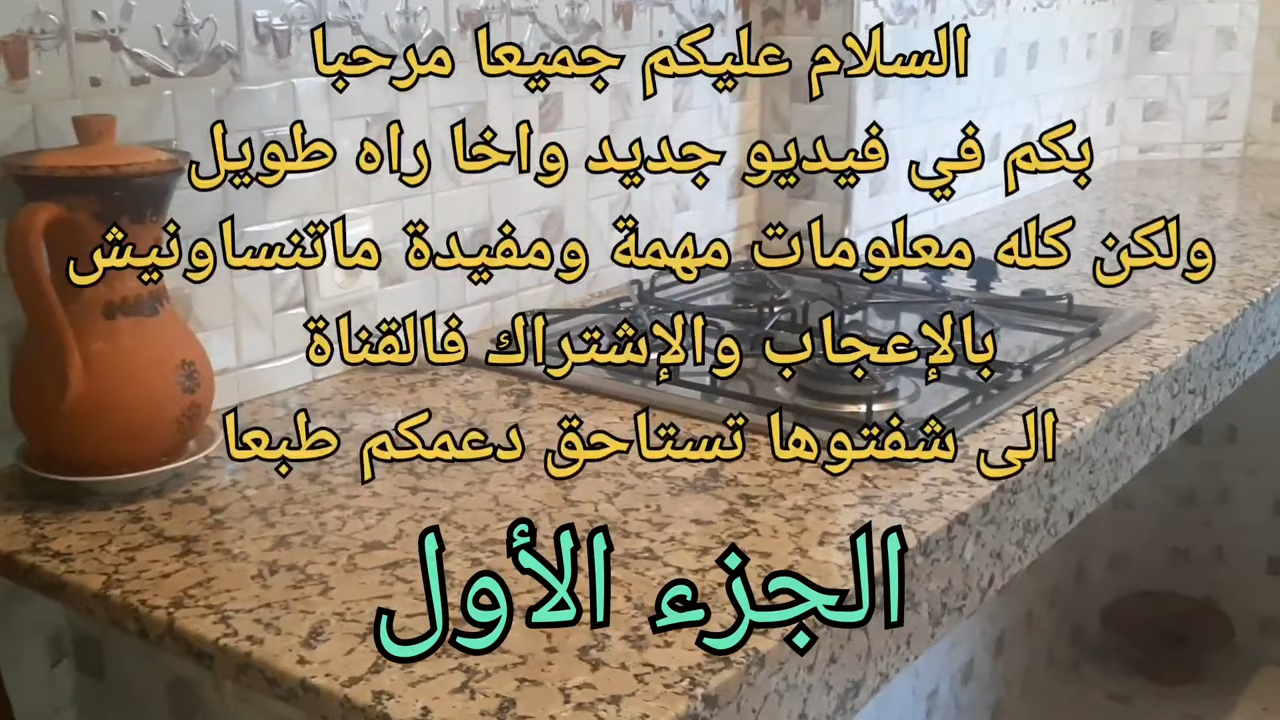 السلام عليكم جميعا مرحبا
بكم في فيديو جديد واخا راه طويل
ولكن كله معلومات مهمة ومفيدة ماتنساونيش
بالإعجاب والإشتراك فالقناة
الى شفتوها تستاحق دعمكم طبعا
الجزء الأول